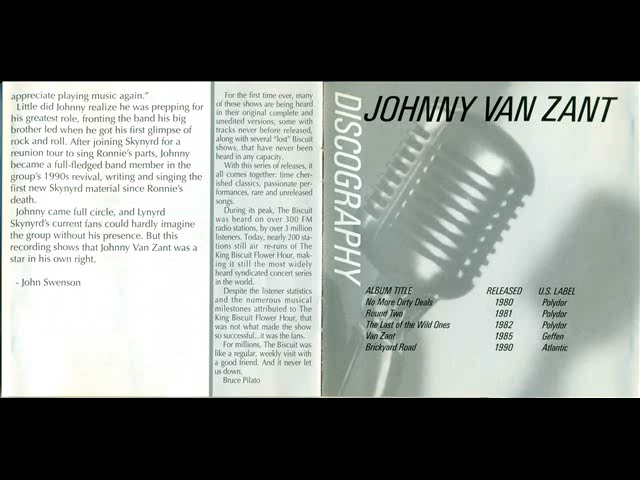 appreciate playing music again."
Little did Johnny realize he was prepping for
his greatest role, fronting the band his big
brother led when he got his first glimpse of
rock and roll. After joining Skynyrd for a
reunion tour to sing Ronnie's parts, Johnny
became a full-fledged band member in the
group's 1990s revival, writing and singing the
first new Skynyrd material since Ronnie's
death.
Johnny came full circle, and Lynyrd
Skynyrd's current fans could hardly imagine
the group without his presence. But this
recording shows that Johnny Van Zant was a
star in his own right.
- John Swenson
For the first time ever, many
of these shows are being heard
in their original complete and
unedited versions, some with
tracks never before released,
along with several "lost" Biscuit
shows, that have never been
heard in any capacity.
With this series of releases, it
all comes together: time cher-
ished classics, passionate per-
formances, rare and unreleased
songs.
During its peak, The Biscuit
was heard on over 300 FM
radio stations, by over 3 million
listeners. Today, nearly 200 sta-
tions still air re-runs of The
King Biscuit Flower Hour, mak-
ing it still the most widely
heard syndicated concert series
in the world.
Despite the listener statistics
and the numerous musical
milestones attributed to The
King Biscuit Flower Hour, that
was not what made the show
so successful...it was the fans.
For millions, The Biscuit was
like a regular, weekly visit with
a good friend. And it never let
us down.
Bruce Pilato
DISCOGRAPHY
JOHNNY VAN ZANT
ALBUM TITLE RELEASED U.S. LABEL
No More Dirty Deals 1980 Polydor
Round Two 1981 Polydor
The Last of the Wild Ones 1982 Polydor
Van Zant 1985 Geffen
Brickyard Road 1990 Atlantic